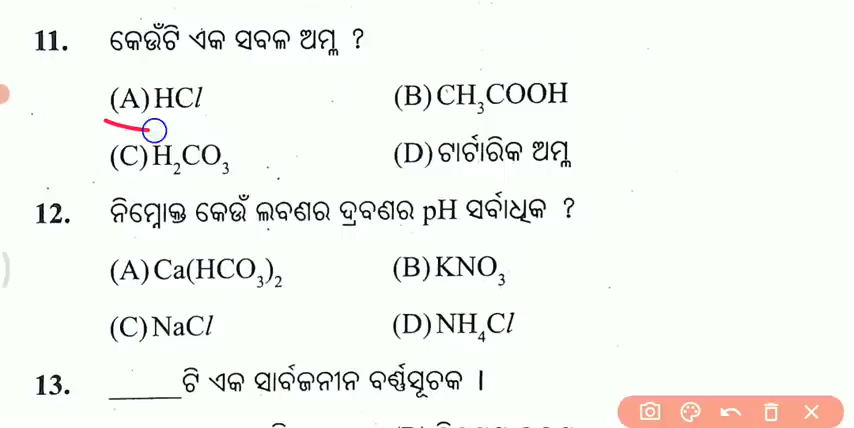 11. କେଉଁଟି ଏକ ସବଳ ଅମ୍ଳ ?
(A) HCl (B) CH₃COOH
(C) H₂CO₃ (D) ଟାର୍ଟାରିକ ଅମ୍ଳ
12. ନିମ୍ନୋକ୍ତ କେଉଁ ଲବଣର ଦ୍ରବଣର pH ସର୍ବାଧିକ ?
(A) Ca(HCO₃)₂ (B) KNO₃
(C) NaCl (D) NH₄Cl
13. ______ ଟି ଏକ ସାର୍ବଜନୀନ ବର୍ଣ୍ଣସୂଚକ ।